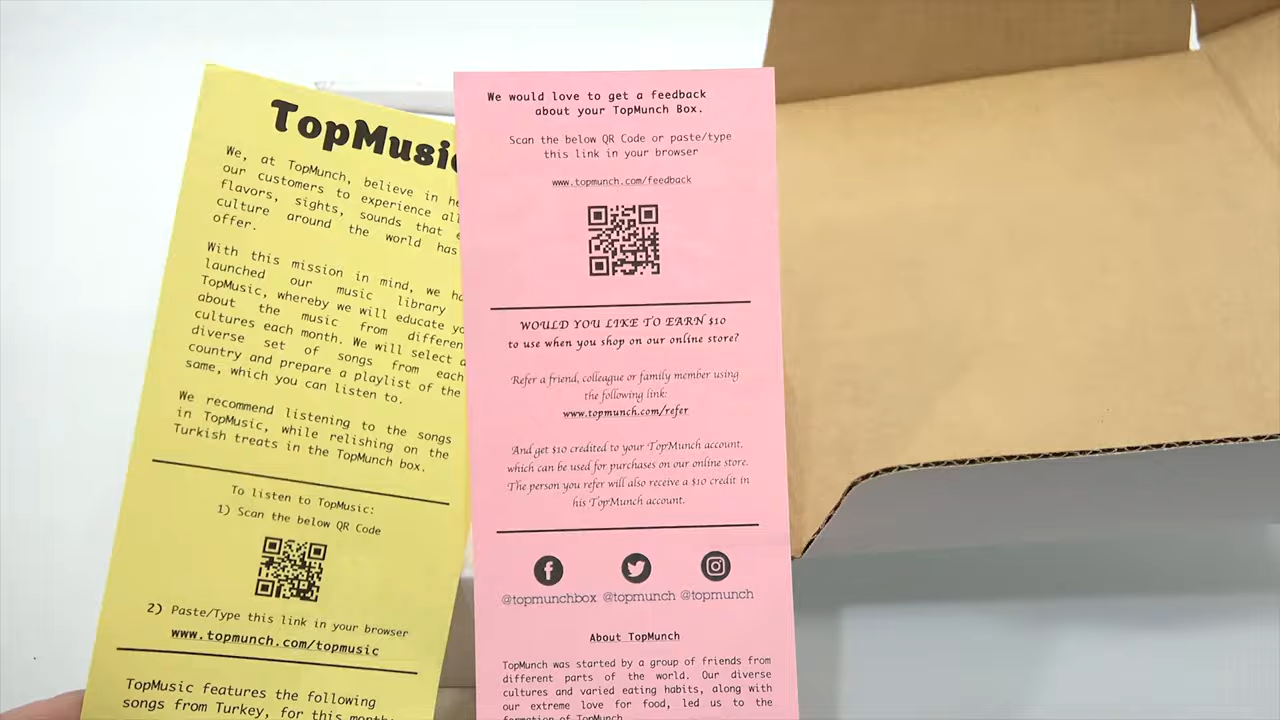 TopMusic
We, at TopMunch, believe in
our customers to experience
flavors, sights, sounds that
culture around the world has
offer.
With this mission in mind, we
launched our music library
TopMusic, whereby we will educate
about the music from
cultures each month. We will select
diverse set of songs from each
country and prepare a playlist of the
same, which you can listen to.
We recommend listening to the songs
in TopMusic, while relishing on the
Turkish treats in the TopMunch box.
To listen to TopMusic:
1) Scan the below QR Code
2) Paste/Type this link in your browser
www.topmunch.com/topmusic
TopMusic features the following
songs from Turkey, for this
We would love to get a feedback
about your TopMunch Box.
Scan the below QR Code or paste/type
this link in your browser
www.topmunch.com/feedback
WOULD YOU LIKE TO EARN $10
to use when you shop on our online store?
Refer a friend, colleague or family member using
the following link:
www.topmunch.com/refer
And get $10 credited to your TopMunch account.
which can be used for purchases on our online store.
The person you refer will also receive a $10 credit in
his TopMunch account.
@topmunchbox @topmunch @topmunch
About TopMunch
TopMunch was started by a group of friends from
different parts of the world. Our diverse
cultures and varied eating habits, along with
our extreme love for food, led us to the
formation of TopMunch